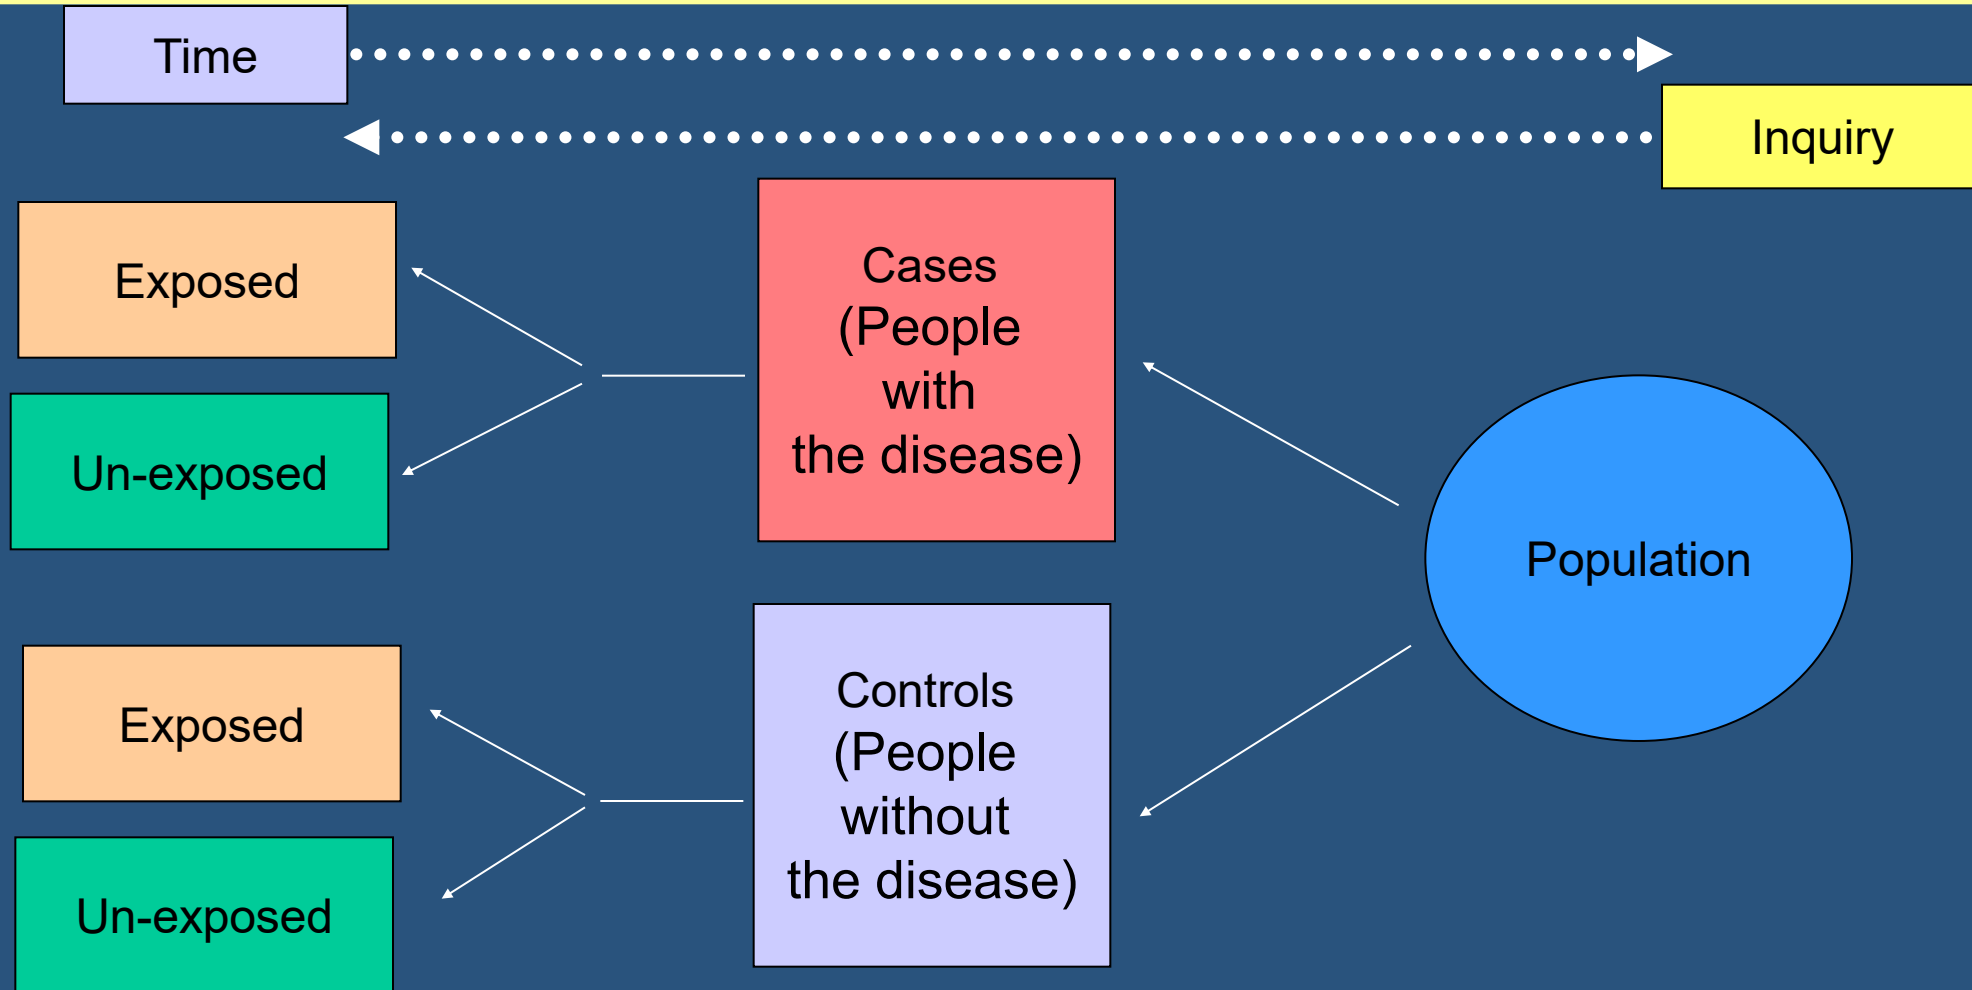 Time
Inquiry
Exposed
Un-exposed
Cases
(People
with
the disease)
Population
Exposed
Un-exposed
Controls
(People
without
the disease)